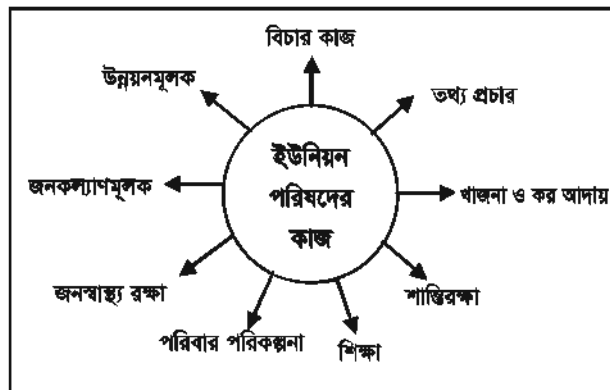 বিচার কাজ
উন্নয়নমূলক
তথ্য প্রচার
ইউনিয়ন
পরিষদের
কাজ
জনকল্যাণমূলক
খাজনা ও কর আদায়
জনস্বাস্থ্য রক্ষা
শান্তিরক্ষা
পরিবার পরিকল্পনা
শিক্ষা